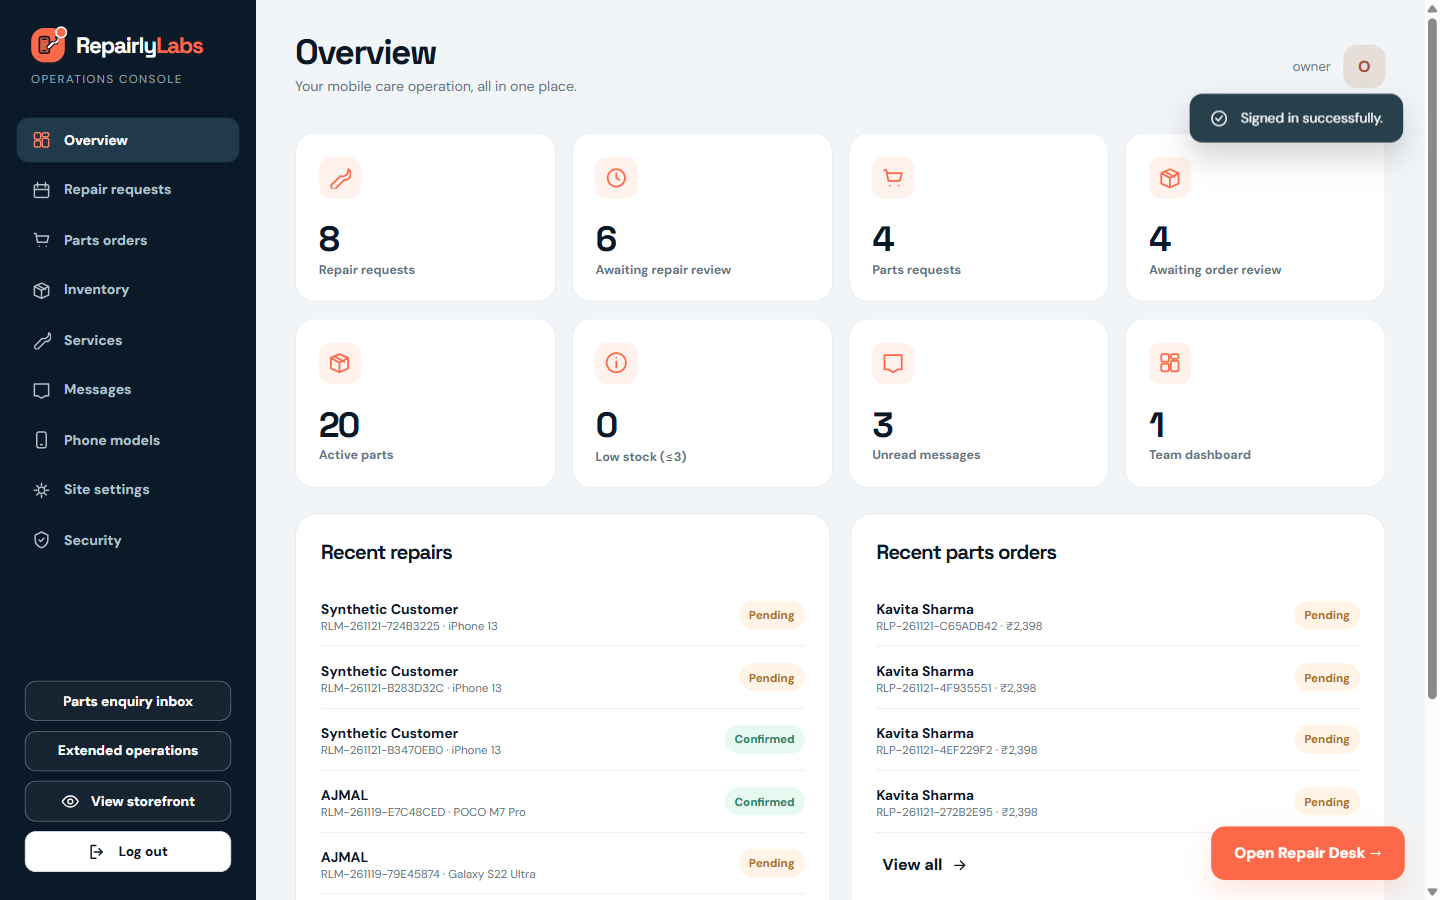 RepairlyLabs
OPERATIONS CONSOLE
Overview
Repair requests
Parts orders
Inventory
Services
Messages
Phone models
Site settings
Security
Parts enquiry inbox
Extended operations
View storefront
Log out
Overview
Your mobile care operation, all in one place.
owner
O
Signed in successfully.
8
Repair requests
6
Awaiting repair review
4
Parts requests
4
Awaiting order review
20
Active parts
0
Low stock (≤3)
3
Unread messages
1
Team dashboard
Recent repairs
Synthetic Customer
RLM-261121-724B3225 · iPhone 13
Pending
Synthetic Customer
RLM-261121-B283D32C · iPhone 13
Pending
Synthetic Customer
RLM-261121-B3470EB0 · iPhone 13
Confirmed
AJMAL
RLM-261119-E7C48CED · POCO M7 Pro
Confirmed
AJMAL
RLM-261119-79E45874 · Galaxy S22 Ultra
Pending
Recent parts orders
Kavita Sharma
RLP-261121-C65ADB42 · ₹2,398
Pending
Kavita Sharma
RLP-261121-4F935551 · ₹2,398
Pending
Kavita Sharma
RLP-261121-4EF229F2 · ₹2,398
Pending
Kavita Sharma
RLP-261121-272B2E95 · ₹2,398
Pending
View all →
Open Repair Desk →